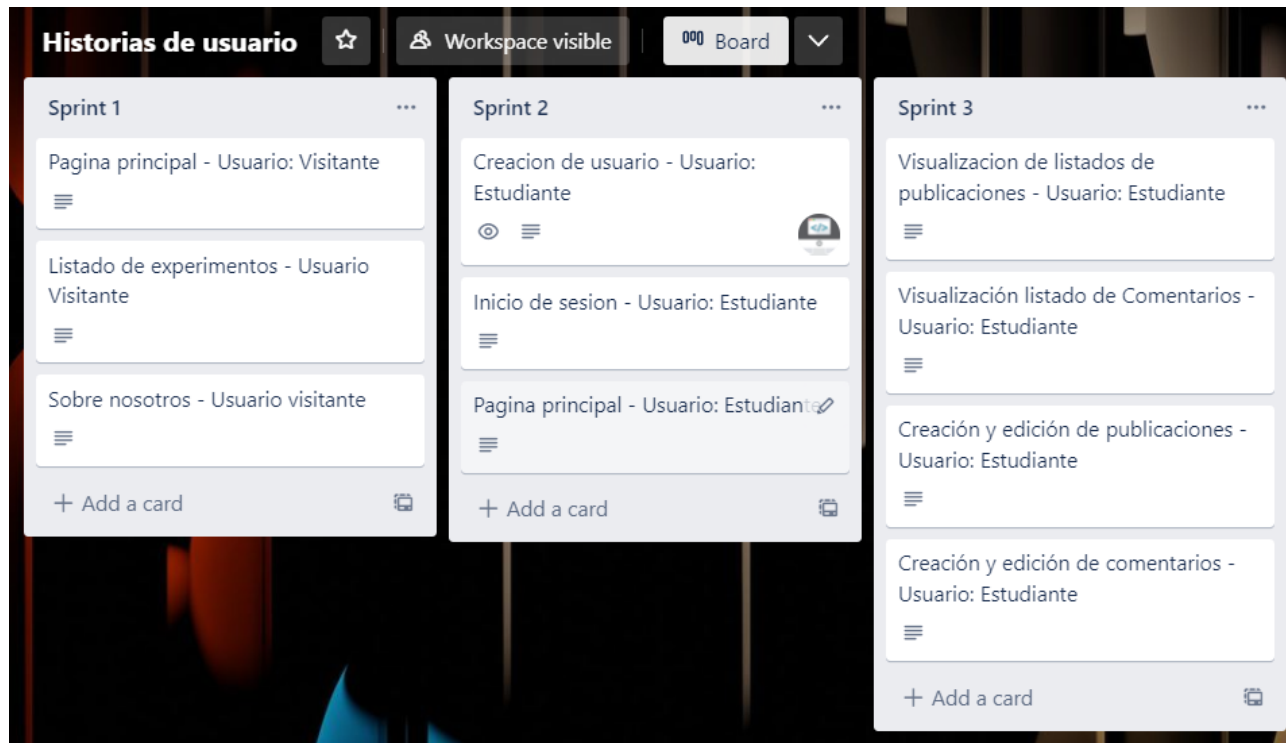 Historias de usuario
Workspace visible
Board
Sprint 1
Pagina principal - Usuario: Visitante
Listado de experimentos - Usuario
Visitante
Sobre nosotros - Usuario visitante
+ Add a card
Sprint 2
Creacion de usuario - Usuario:
Estudiante
</>
Inicio de sesion - Usuario: Estudiante
Pagina principal - Usuario: Estudiante
+ Add a card
Sprint 3
Visualizacion de listados de
publicaciones - Usuario: Estudiante
Visualización listado de Comentarios -
Usuario: Estudiante
Creación y edición de publicaciones -
Usuario: Estudiante
Creación y edición de comentarios -
Usuario: Estudiante
+ Add a card